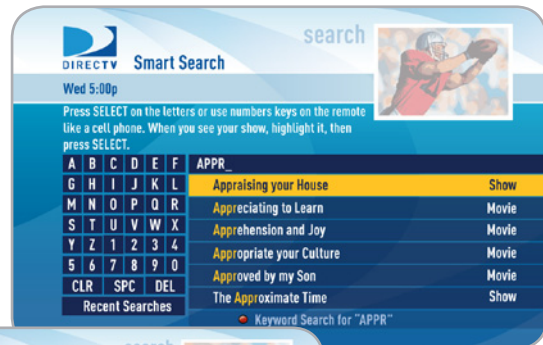 search
DIRECTV Smart Search
Wed 5:00p
Press SELECT on the letters or use numbers keys on the remote
like a cell phone. When you see your show, highlight it, then
press SELECT.
A B C D E F
G H I J K L
M N O P Q R
S T U V W X
Y Z 1 2 3 4
5 6 7 8 9 0
CLR SPC DEL
Recent Searches
APPR_
Appraising your House Show
Appreciating to Learn Movie
Apprehension and Joy Movie
Appropriate your Culture Movie
Approved by my Son Movie
The Approximate Time Show
Keyword Search for "APPR"